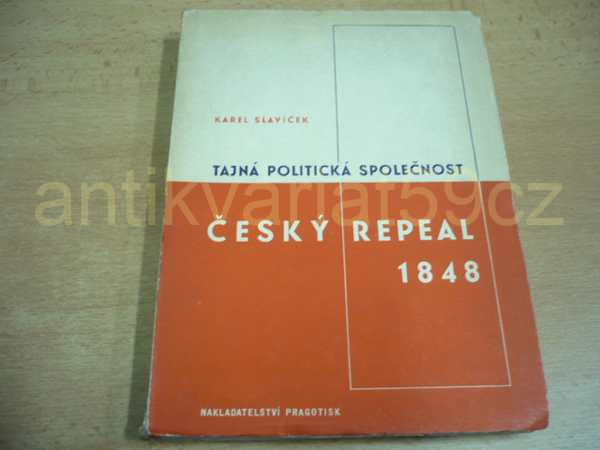 KAREL SLAVÍČEK
TAJNÁ POLITICKÁ SPOLEČNOST
antikvariat59cz
ČESKÝ REPEAL
1848
NAKLADATELSTVÍ PRAGOTISK